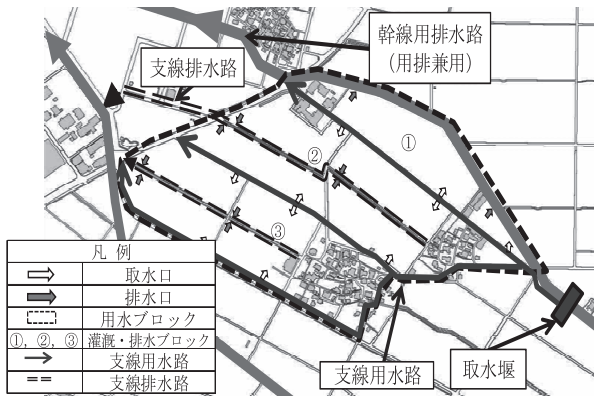 幹線用排水路
(用排兼用)
支線排水路
①
②
③
凡 例
取水口
排水口
用水ブロック
①, ②, ③ 灌漑・排水ブロック
支線用水路
支線排水路
支線用水路
取水堰